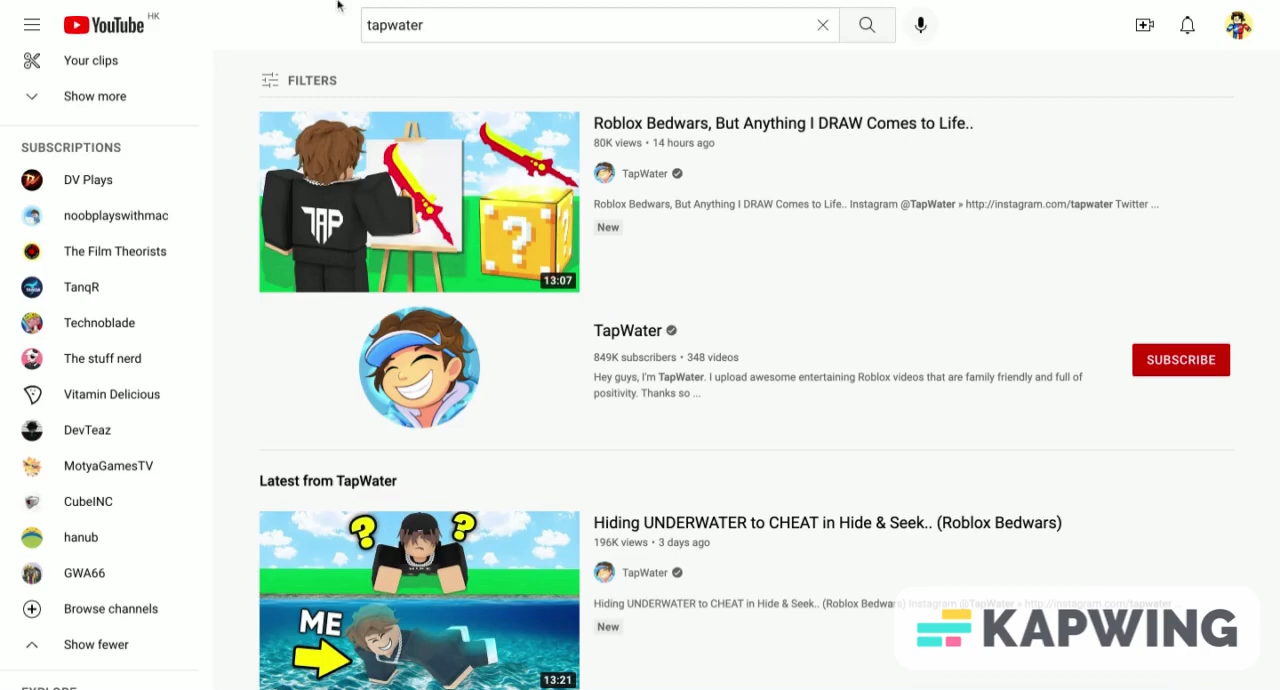 YouTube HK
tapwater
Your clips
Show more
SUBSCRIPTIONS
DV Plays
noobplayswithmac
The Film Theorists
TanqR
Technoblade
The stuff nerd
Vitamin Delicious
DevTeaz
MotyaGamesTV
CubeINC
hanub
GWA66
Browse channels
Show fewer
FILTERS
TAP
?
13:07
Roblox Bedwars, But Anything I DRAW Comes to Life..
80K views • 14 hours ago
TapWater
Roblox Bedwars, But Anything I DRAW Comes to Life.. Instagram @TapWater » http://instagram.com/tapwater Twitter ...
New
TapWater
849K subscribers • 348 videos
Hey guys, I'm TapWater. I upload awesome entertaining Roblox videos that are family friendly and full of
positivity. Thanks so ...
SUBSCRIBE
Latest from TapWater
? ?
ME
13:21
Hiding UNDERWATER to CHEAT in Hide & Seek.. (Roblox Bedwars)
196K views • 3 days ago
TapWater
Hiding UNDERWATER to CHEAT in Hide & Seek.. (Roblox Bedwars) Instagram @TapWater » http://instagram.com/tapwater ...
New
KAPWING